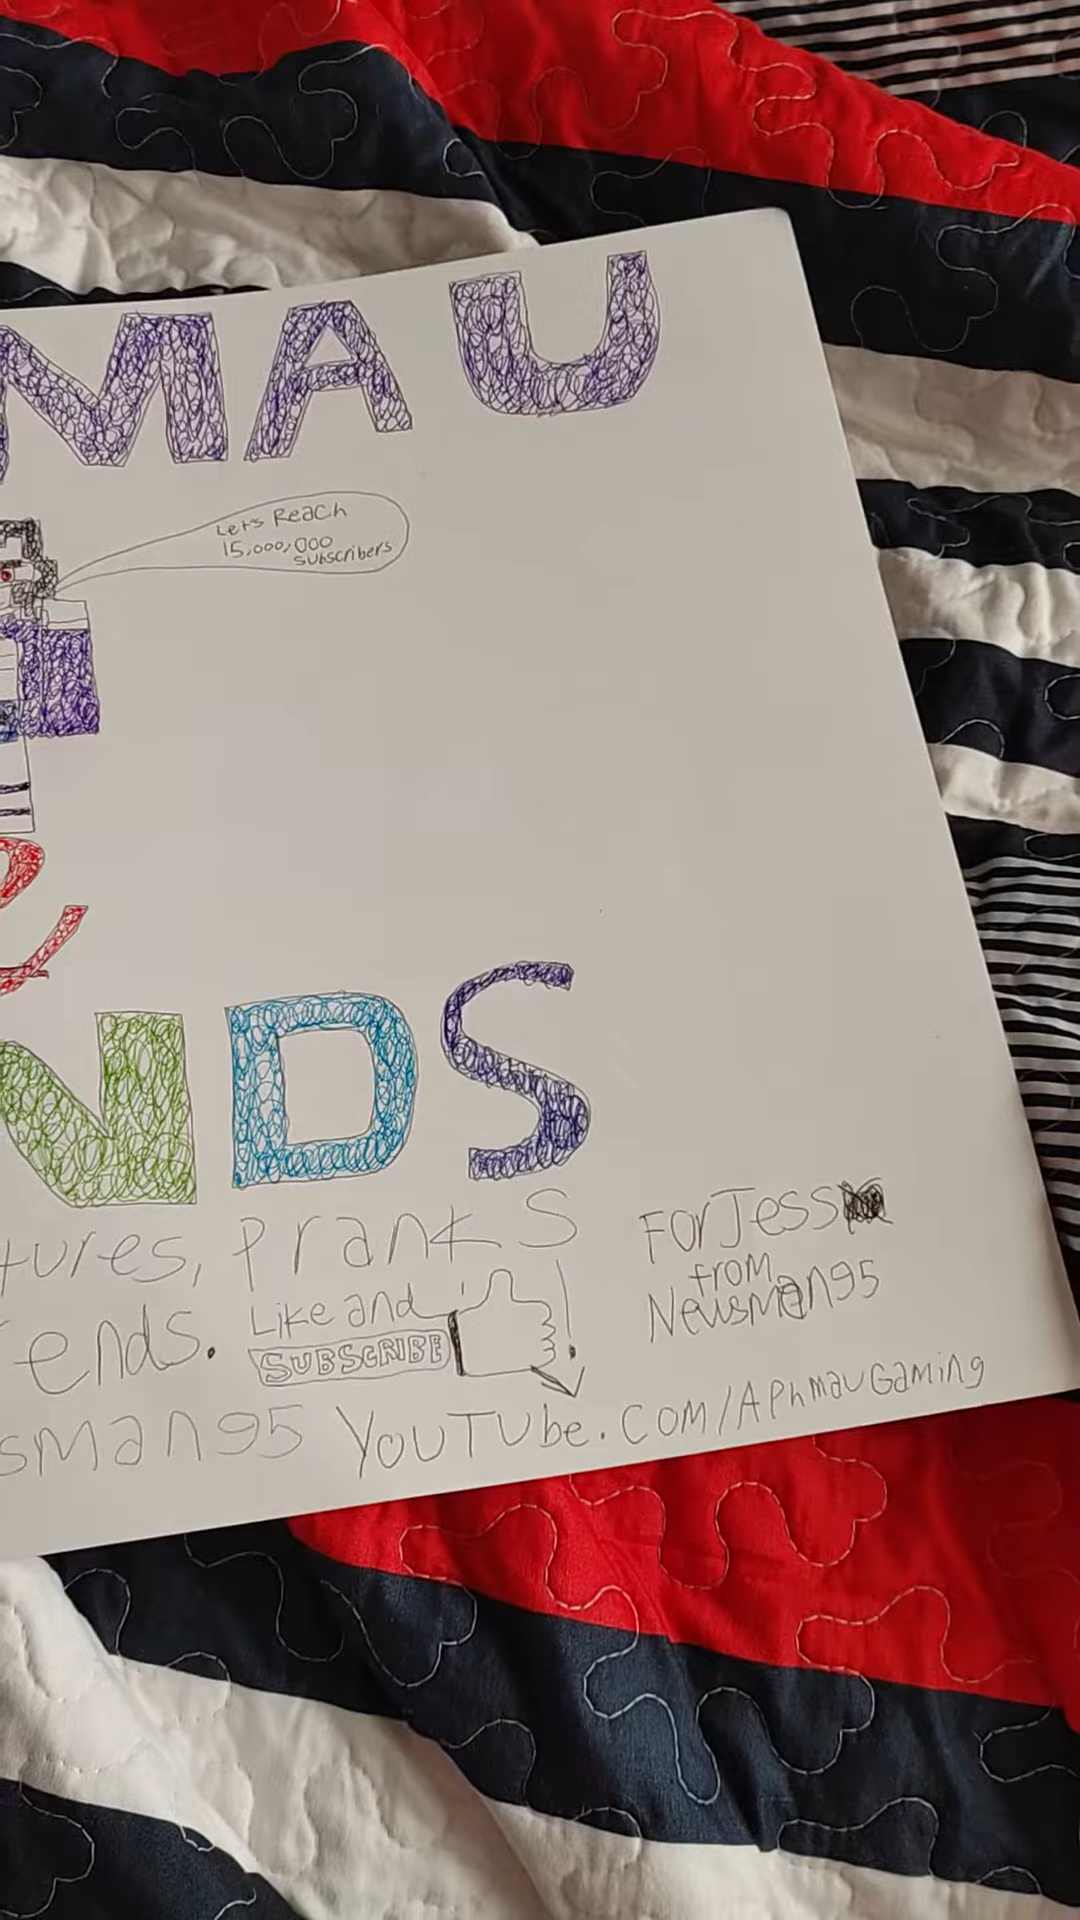 MAU
Let's Reach
15,000,000
subscribers
&
NDS
tures, Pranks !
ends. Like and
SUBSCRIBE
For Jess
from
Newsman95
sman95 YouTube.com/AphmauGaming